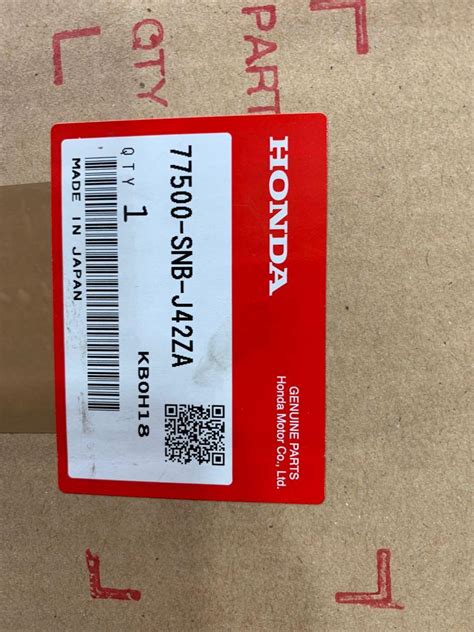 QTY
PART
HONDA
GENUINE PARTS
Honda Motor Co., Ltd.
77500-SNB-J42ZA
QTY 1
KB0H18
MADE IN JAPAN